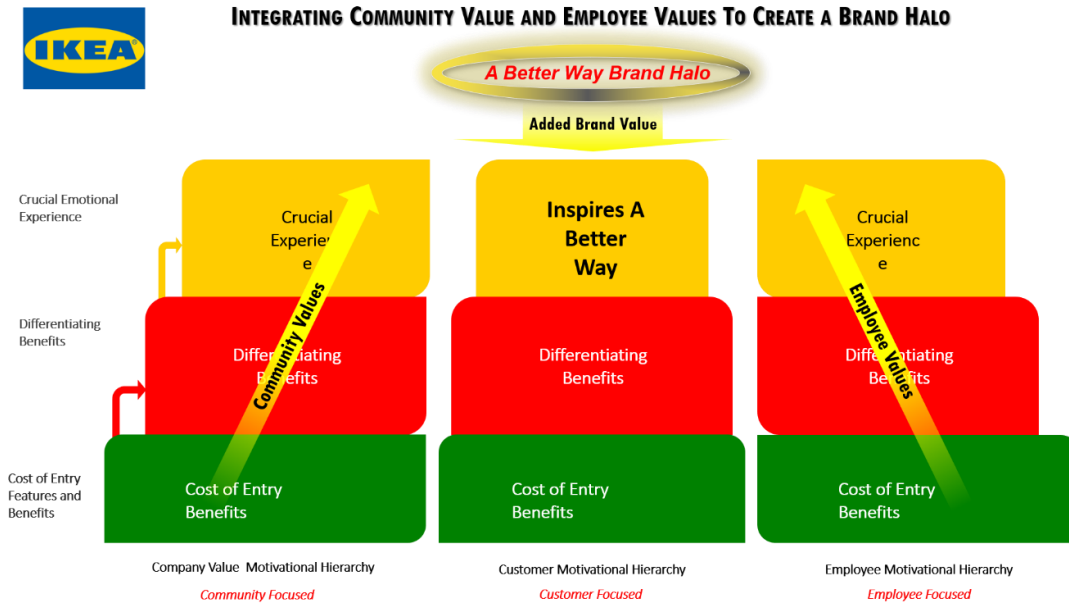 INTEGRATING COMMUNITY VALUE AND EMPLOYEE VALUES TO CREATE A BRAND HALO
IKEA®
A Better Way Brand Halo
Added Brand Value
Crucial Emotional
Experience
Crucial
Experienc
e
Inspires A
Better
Way
Crucial
Experienc
e
Community Values
Employee Values
Differentiating
Benefits
Differentiating
Benefits
Differentiating
Benefits
Differentiating
Benefits
Cost of Entry
Features and
Benefits
Cost of Entry
Benefits
Cost of Entry
Benefits
Cost of Entry
Benefits
Company Value Motivational Hierarchy
Community Focused
Customer Motivational Hierarchy
Customer Focused
Employee Motivational Hierarchy
Employee Focused